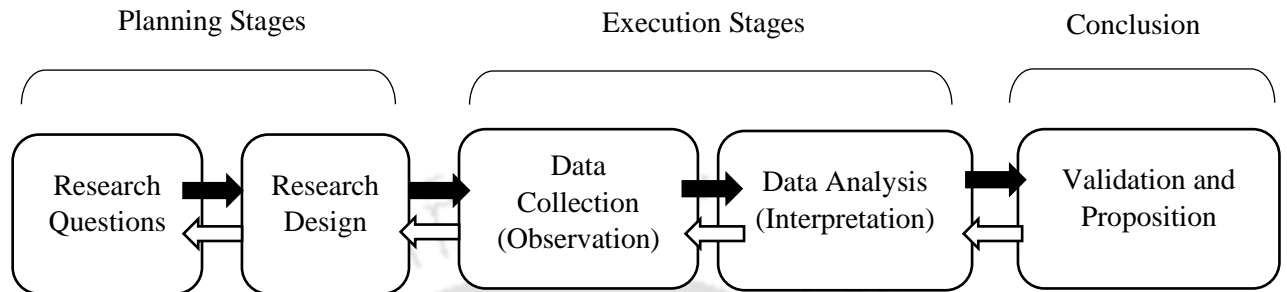 Planning Stages
Execution Stages
Conclusion
Research
Questions
Research
Design
Data
Collection
(Observation)
Data Analysis
(Interpretation)
Validation and
Proposition